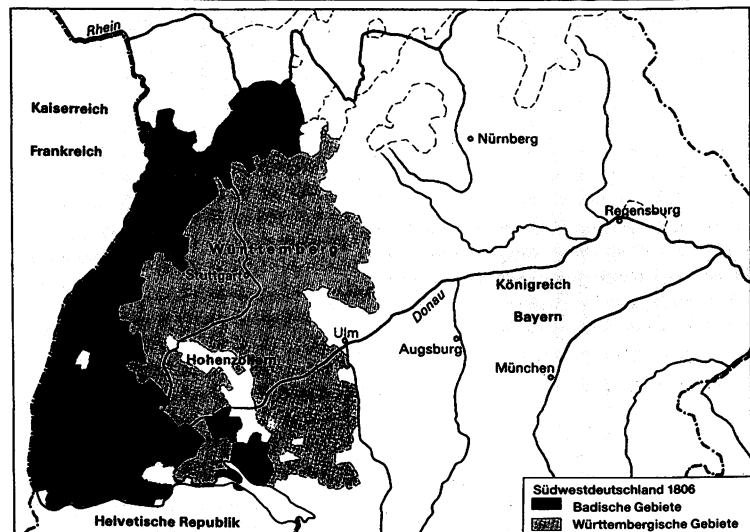 Rhein
Kaiserreich
Frankreich
Nürnberg
Regensburg
Württemberg
Stuttgart
Königreich
Bayern
Donau
Ulm
Augsburg
Hohenzollern
München
Helvetische Republik
Südwestdeutschland 1806
Badische Gebiete
Württembergische Gebiete